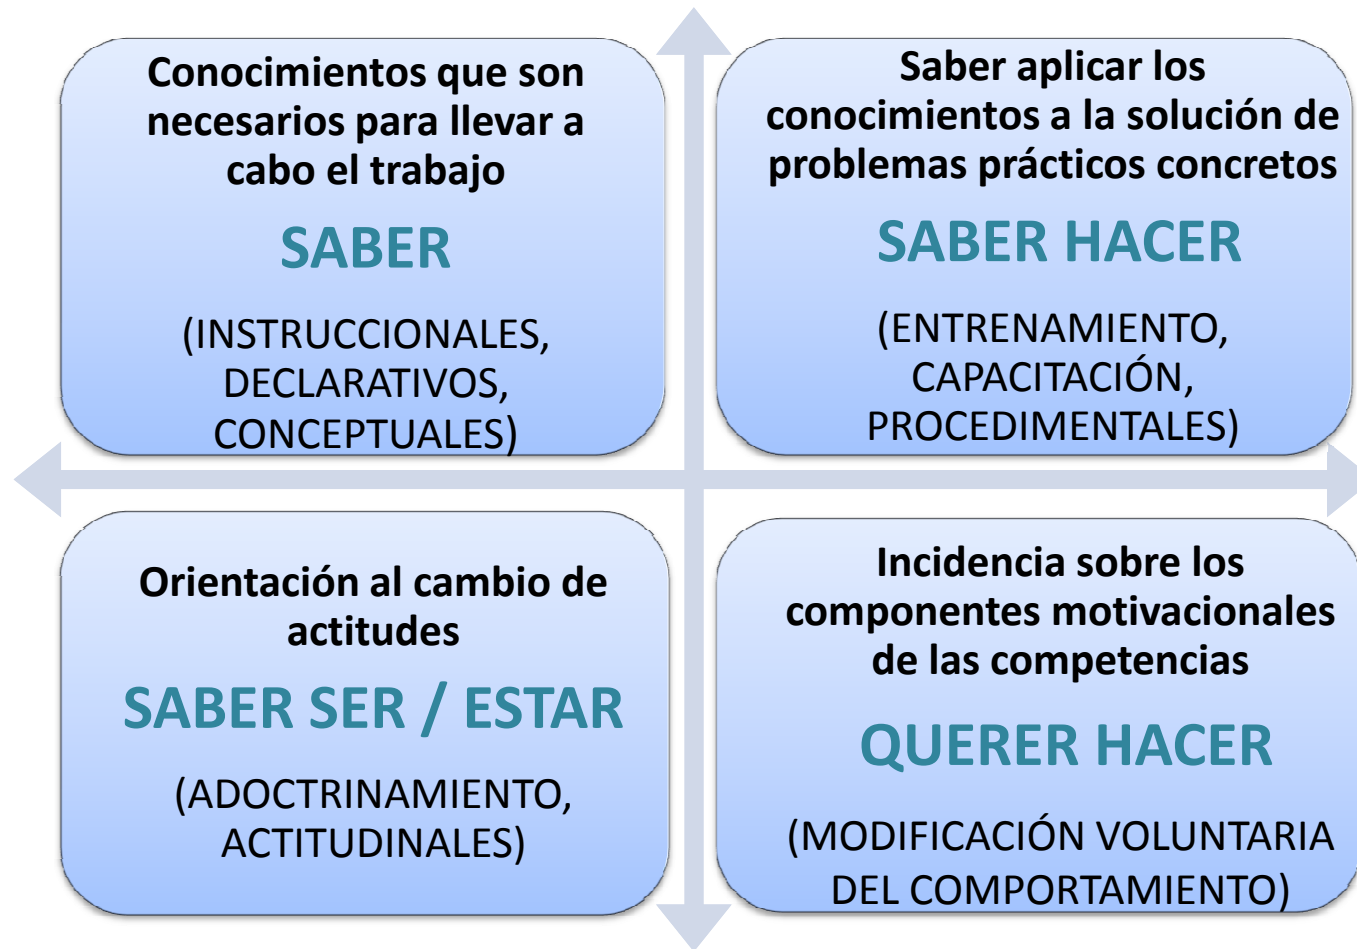 Conocimientos que son
necesarios para llevar a
cabo el trabajo
SABER
(INSTRUCCIONALES,
DECLARATIVOS,
CONCEPTUALES)
Saber aplicar los
conocimientos a la solución de
problemas prácticos concretos
SABER HACER
(ENTRENAMIENTO,
CAPACITACIÓN,
PROCEDIMENTALES)
Orientación al cambio de
actitudes
SABER SER / ESTAR
(ADOCTRINAMIENTO,
ACTITUDINALES)
Incidencia sobre los
componentes motivacionales
de las competencias
QUERER HACER
(MODIFICACIÓN VOLUNTARIA
DEL COMPORTAMIENTO)